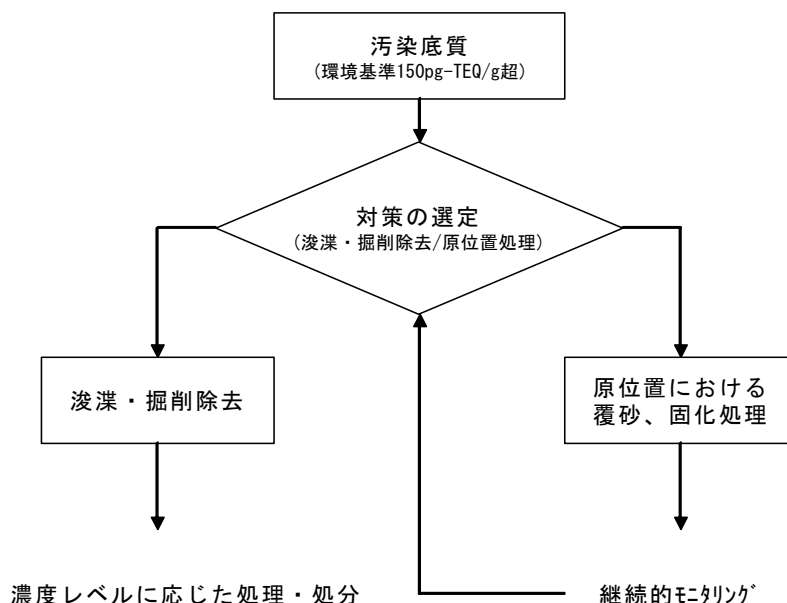 汚染底質
(環境基準150pg-TEQ/g超)
対策の選定
(浚渫・掘削除去/原位置処理)
浚渫・掘削除去
原位置における
覆砂、固化処理
濃度レベルに応じた処理・処分
継続的ﾓﾆﾀﾘﾝｸﾞ